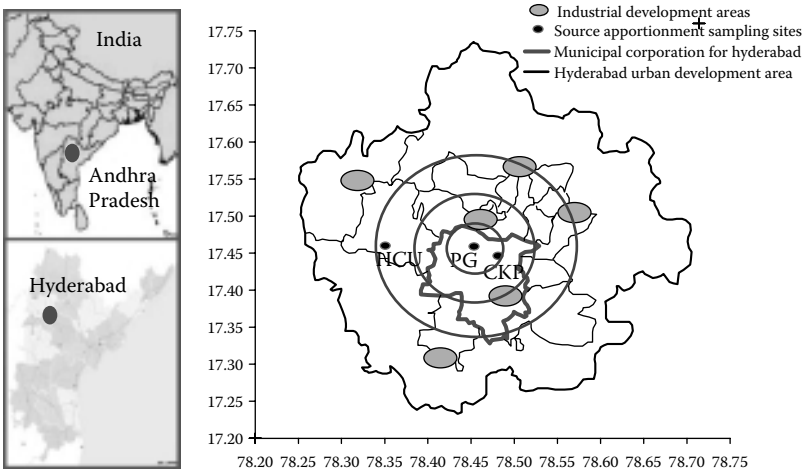 India
Andhra
Pradesh
Hyderabad
Industrial development areas
Source apportionment sampling sites
Municipal corporation for hyderabad
Hyderabad urban development area
17.75
17.70
17.65
17.60
17.55
17.50
17.45
17.40
17.35
17.30
17.25
17.20
HCU
PG
CKP
78.20 78.25 78.30 78.35 78.40 78.45 78.50 78.55 78.60 78.65 78.70 78.75